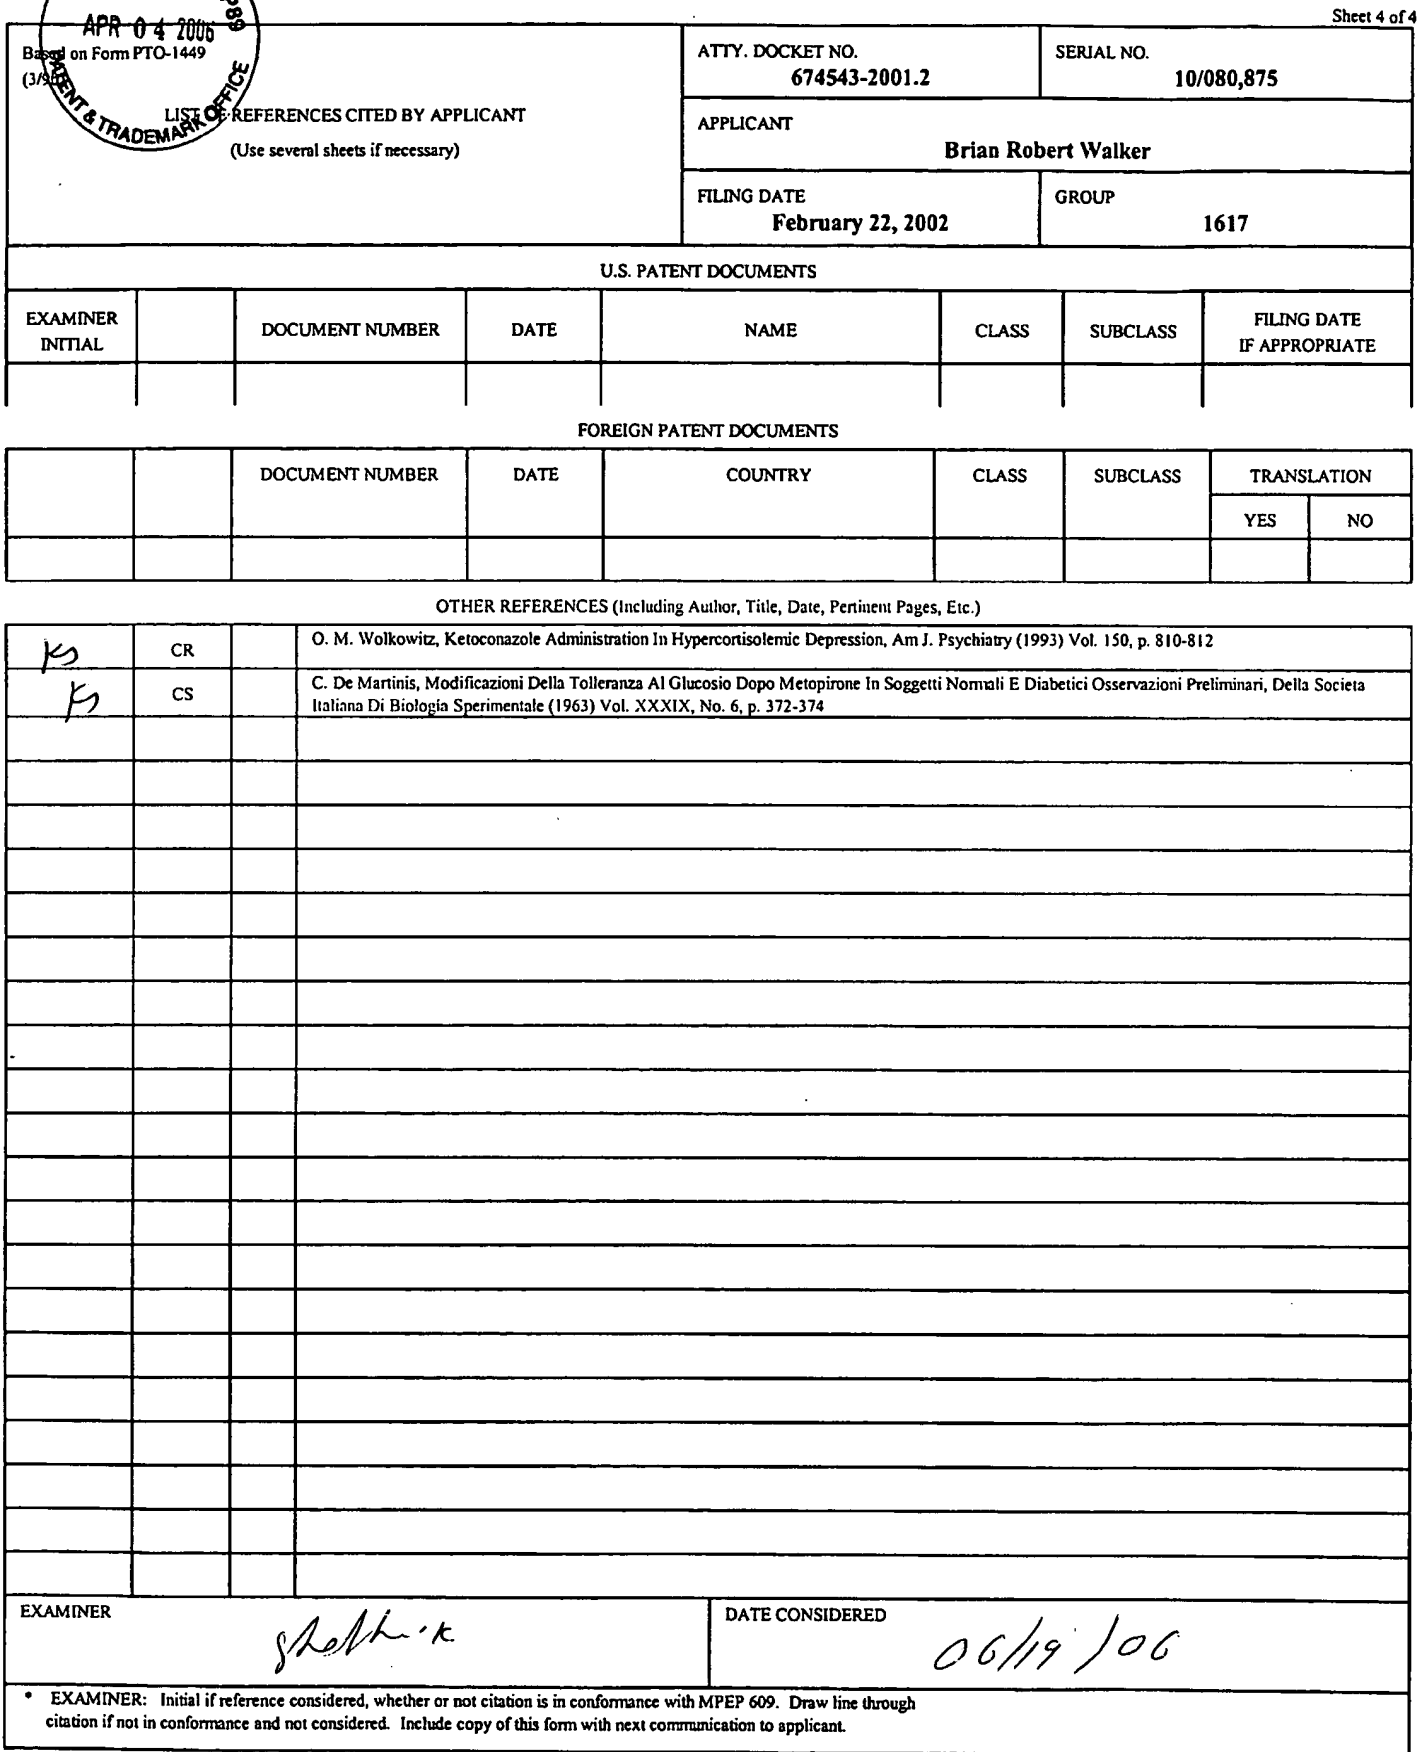 Sheet 4 of 4
APR 04 2006
PATENT & TRADEMARK OFFICE
Based on Form PTO-1449
ATTY. DOCKET NO.
674543-2001.2
SERIAL NO.
10/080,875
LIST OF REFERENCES CITED BY APPLICANT
(Use several sheets if necessary)
APPLICANT
Brian Robert Walker
FILING DATE
February 22, 2002
GROUP
1617
U.S. PATENT DOCUMENTS
EXAMINER
INITIAL
DOCUMENT NUMBER
DATE
NAME
CLASS
SUBCLASS
FILING DATE
IF APPROPRIATE
FOREIGN PATENT DOCUMENTS
DOCUMENT NUMBER
DATE
COUNTRY
CLASS
SUBCLASS
TRANSLATION
YES
NO
OTHER REFERENCES (Including Author, Title, Date, Pertinent Pages, Etc.)
KS
CR
O. M. Wolkowitz, Ketoconazole Administration In Hypercortisolemic Depression, Am J. Psychiatry (1993) Vol. 150, p. 810-812
KS
CS
C. De Martinis, Modificazioni Della Tolleranza Al Glucosio Dopo Metopirone In Soggetti Normali E Diabetici Osservazioni Preliminari, Della Societa
Italiana Di Biologia Sperimentale (1963) Vol. XXXIX, No. 6, p. 372-374
EXAMINER
DATE CONSIDERED
06/19/06
* EXAMINER: Initial if reference considered, whether or not citation is in conformance with MPEP 609. Draw line through
citation if not in conformance and not considered. Include copy of this form with next communication to applicant.